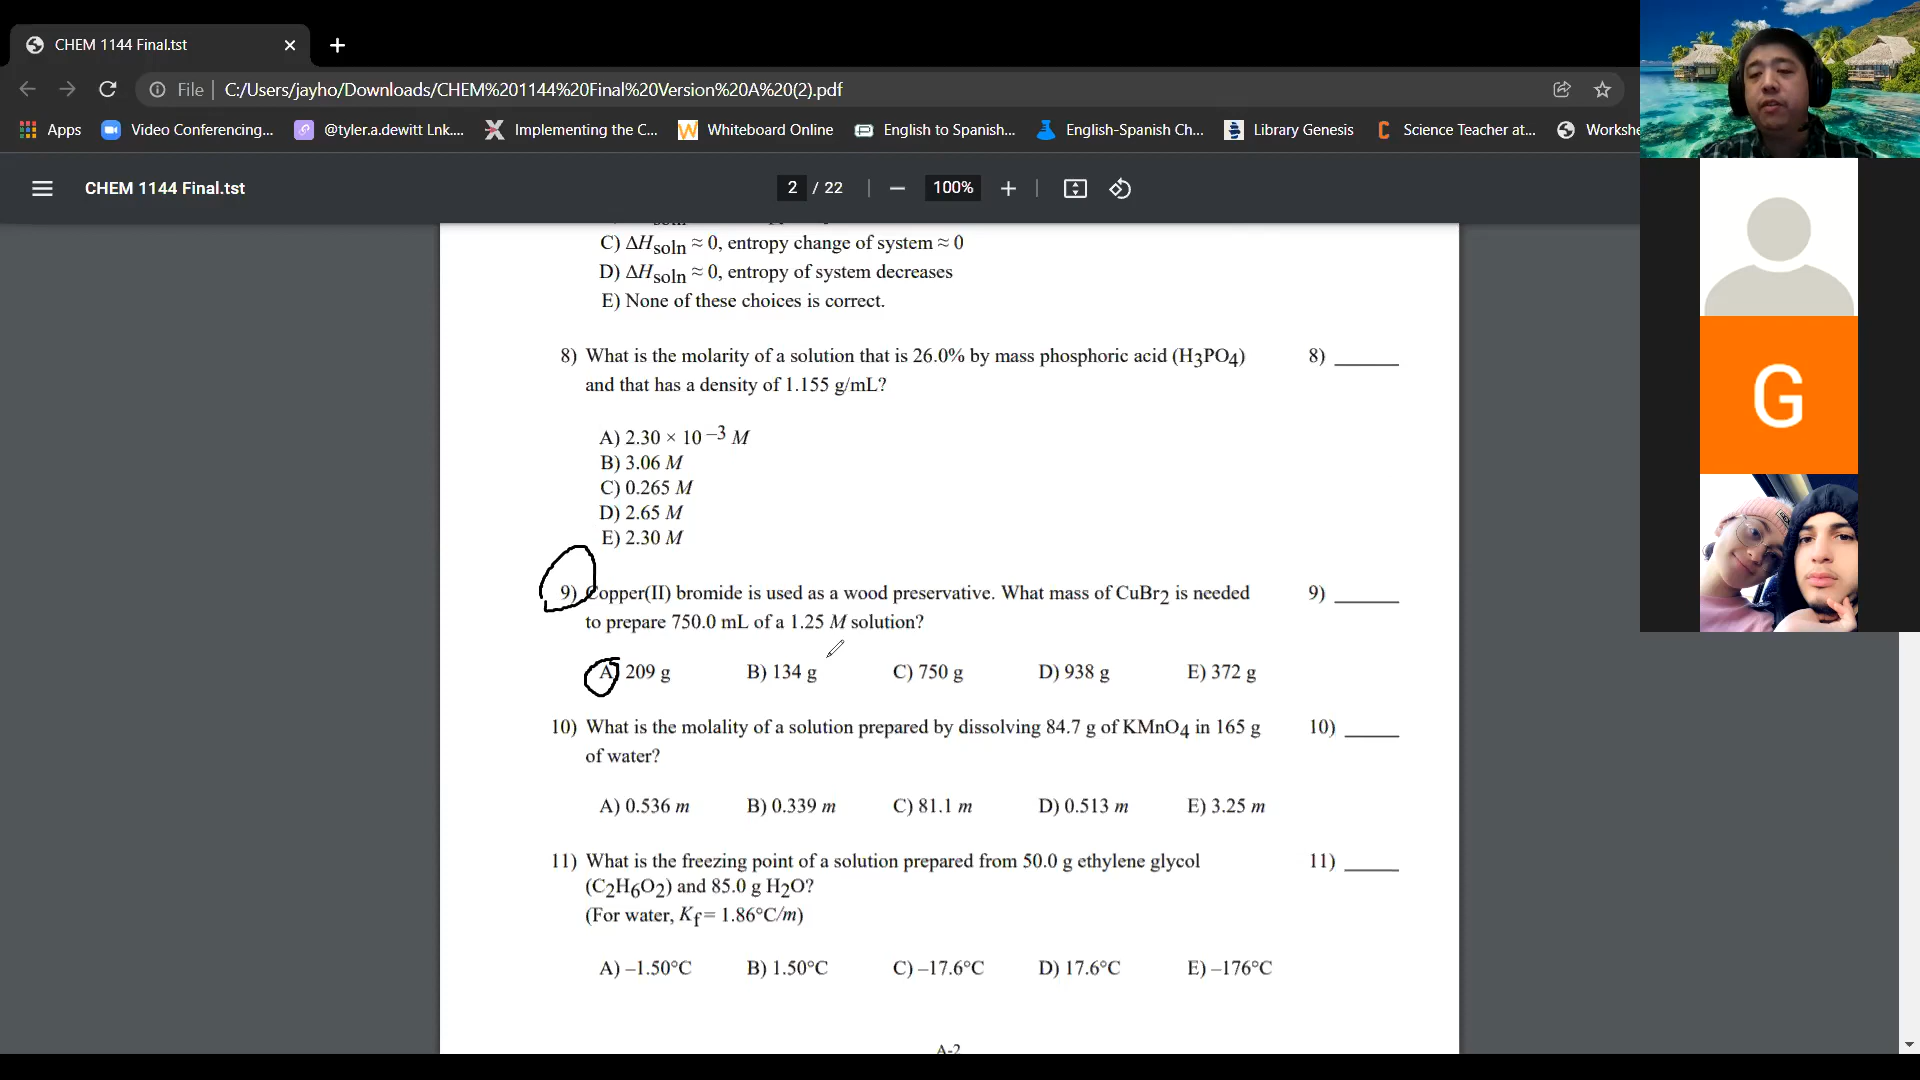 CHEM 1144 Final.tst
File C:/Users/jayho/Downloads/CHEM%201144%20Final%20Version%20A%20(2).pdf
Apps Video Conferencing... @tyler.a.dewitt Lnk.... Implementing the C... Whiteboard Online English to Spanish... English-Spanish Ch... Library Genesis Science Teacher at... Workshe
CHEM 1144 Final.tst 2 / 22 100%
C) ΔHsoln ≈ 0, entropy change of system ≈ 0
D) ΔHsoln ≈ 0, entropy of system decreases
E) None of these choices is correct.
8) What is the molarity of a solution that is 26.0% by mass phosphoric acid (H3PO4) 8)
and that has a density of 1.155 g/mL?
A) 2.30 × 10 –3 M
B) 3.06 M
C) 0.265 M
D) 2.65 M
E) 2.30 M
9) Copper(II) bromide is used as a wood preservative. What mass of CuBr2 is needed 9)
to prepare 750.0 mL of a 1.25 M solution?
A) 209 g B) 134 g C) 750 g D) 938 g E) 372 g
10) What is the molality of a solution prepared by dissolving 84.7 g of KMnO4 in 165 g 10)
of water?
A) 0.536 m B) 0.339 m C) 81.1 m D) 0.513 m E) 3.25 m
11) What is the freezing point of a solution prepared from 50.0 g ethylene glycol 11)
(C2H6O2) and 85.0 g H2O?
(For water, Kf= 1.86°C/m)
A) –1.50°C B) 1.50°C C) –17.6°C D) 17.6°C E) –176°C
A-2
G